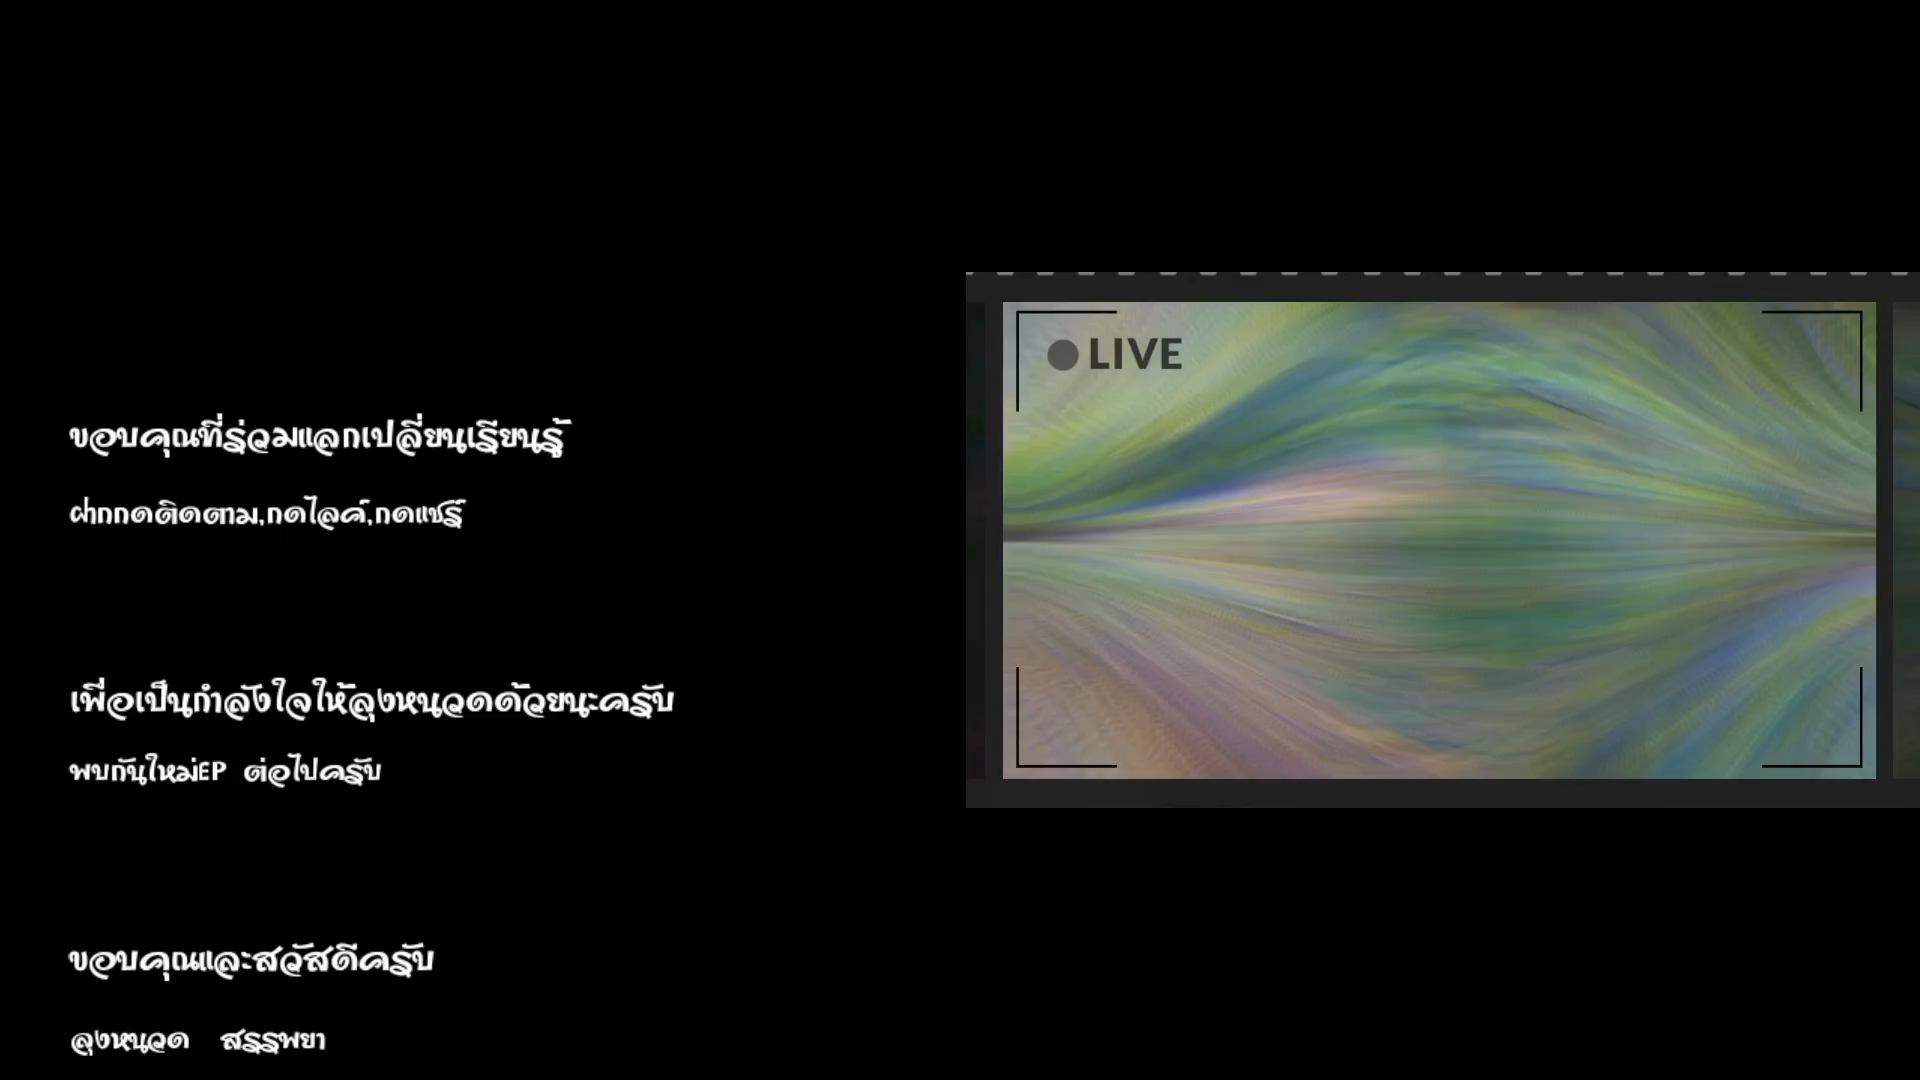 ขอบคุณที่ร่วมแลกเปลี่ยนเรียนรู้
ฝากกดติดตาม,กดไลค์,กดแชร์
เพื่อเป็นกำลังใจให้ลุงหนวดด้วยนะครับ
พบกันใหม่EP ต่อไปครับ
ขอบคุณและสวัสดีครับ
ลุงหนวด สรรพยา
LIVE